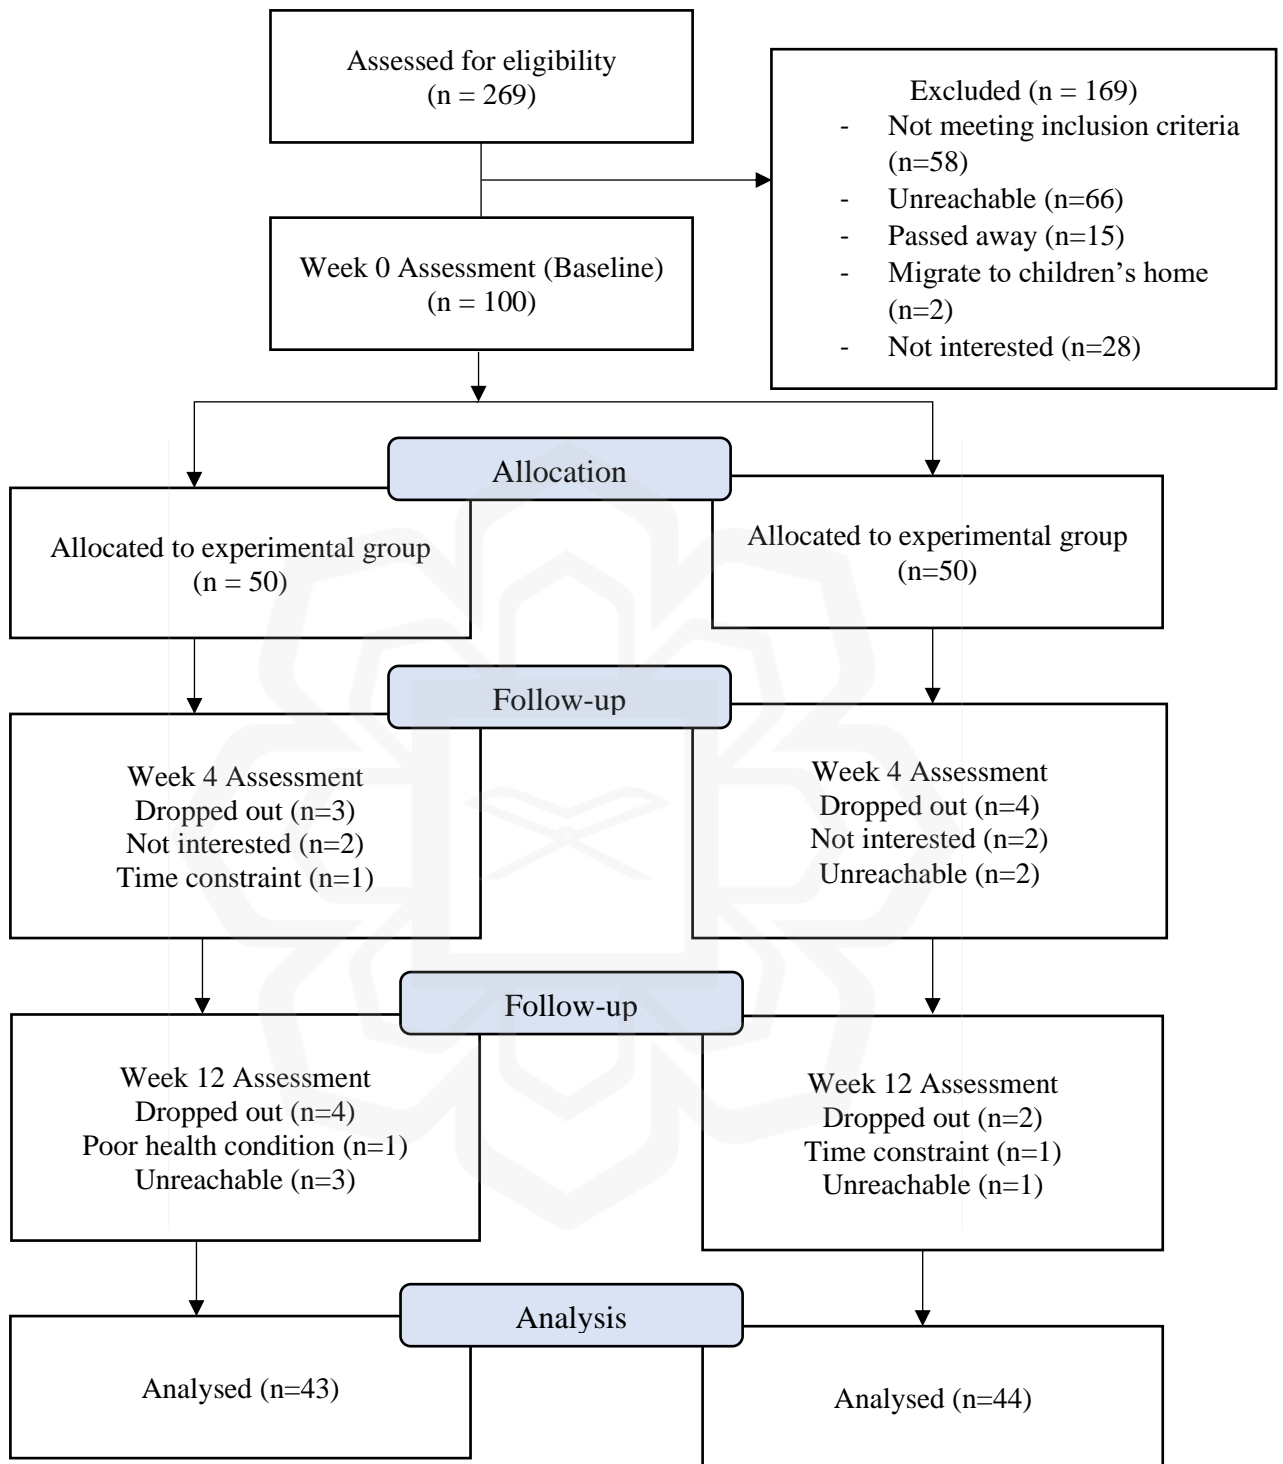 Assessed for eligibility
(n = 269)
Excluded (n = 169)
- Not meeting inclusion criteria
(n=58)
- Unreachable (n=66)
- Passed away (n=15)
- Migrate to children’s home
(n=2)
- Not interested (n=28)
Week 0 Assessment (Baseline)
(n = 100)
Allocation
Allocated to experimental group
(n = 50)
Allocated to experimental group
(n=50)
Follow-up
Week 4 Assessment
Dropped out (n=3)
Not interested (n=2)
Time constraint (n=1)
Week 4 Assessment
Dropped out (n=4)
Not interested (n=2)
Unreachable (n=2)
Follow-up
Week 12 Assessment
Dropped out (n=4)
Poor health condition (n=1)
Unreachable (n=3)
Week 12 Assessment
Dropped out (n=2)
Time constraint (n=1)
Unreachable (n=1)
Analysis
Analysed (n=43)
Analysed (n=44)